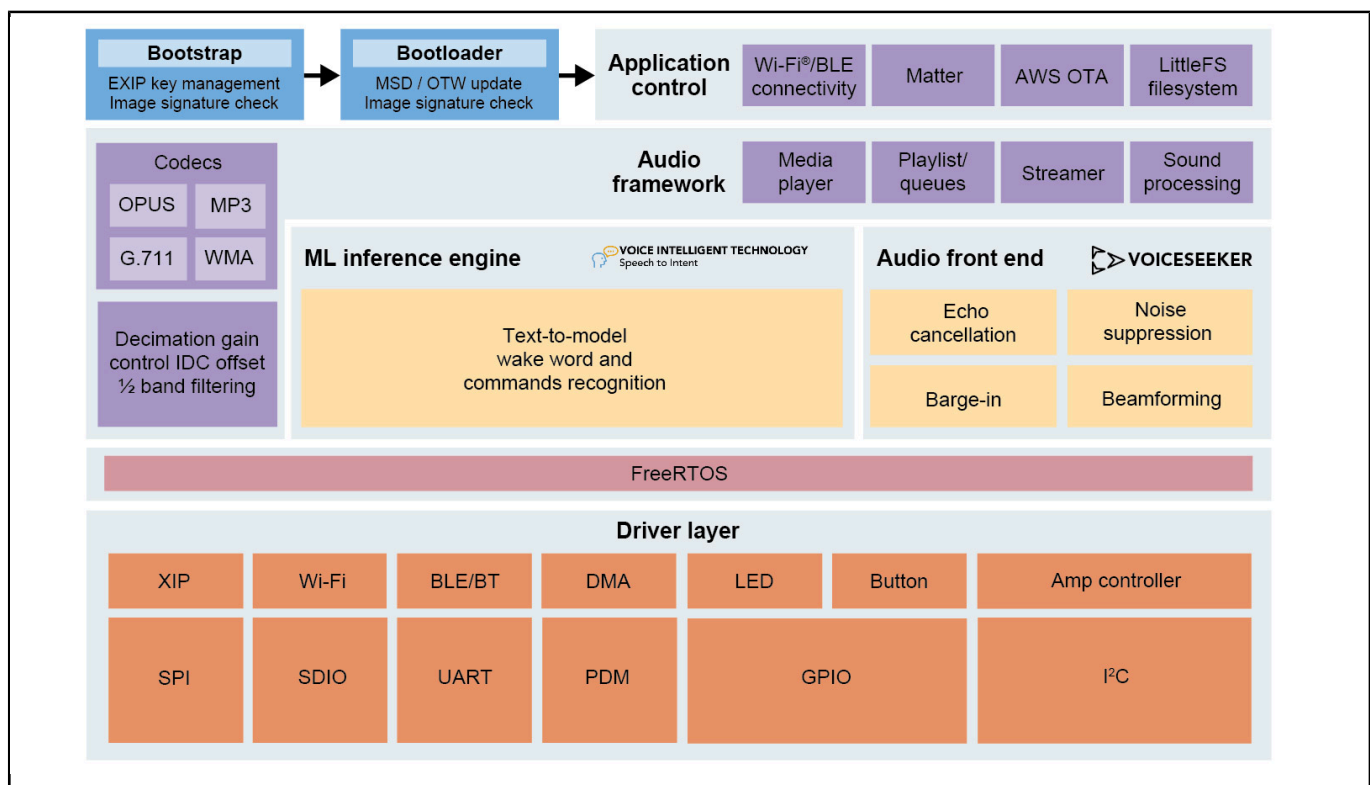 Bootstrap
EXIP key management
Image signature check
Bootloader
MSD / OTW update
Image signature check
Application
control
Wi-Fi®/BLE
connectivity
Matter
AWS OTA
LittleFS
filesystem
Codecs
OPUS
MP3
G.711
WMA
Audio
framework
Media
player
Playlist/
queues
Streamer
Sound
processing
Decimation gain
control IDC offset
½ band filtering
ML inference engine
VOICE INTELLIGENT TECHNOLOGY
Speech to Intent
Text-to-model
wake word and
commands recognition
Audio front end
VOICESEEKER
Echo
cancellation
Noise
suppression
Barge-in
Beamforming
FreeRTOS
Driver layer
XIP
Wi-Fi
BLE/BT
DMA
LED
Button
Amp controller
SPI
SDIO
UART
PDM
GPIO
I²C